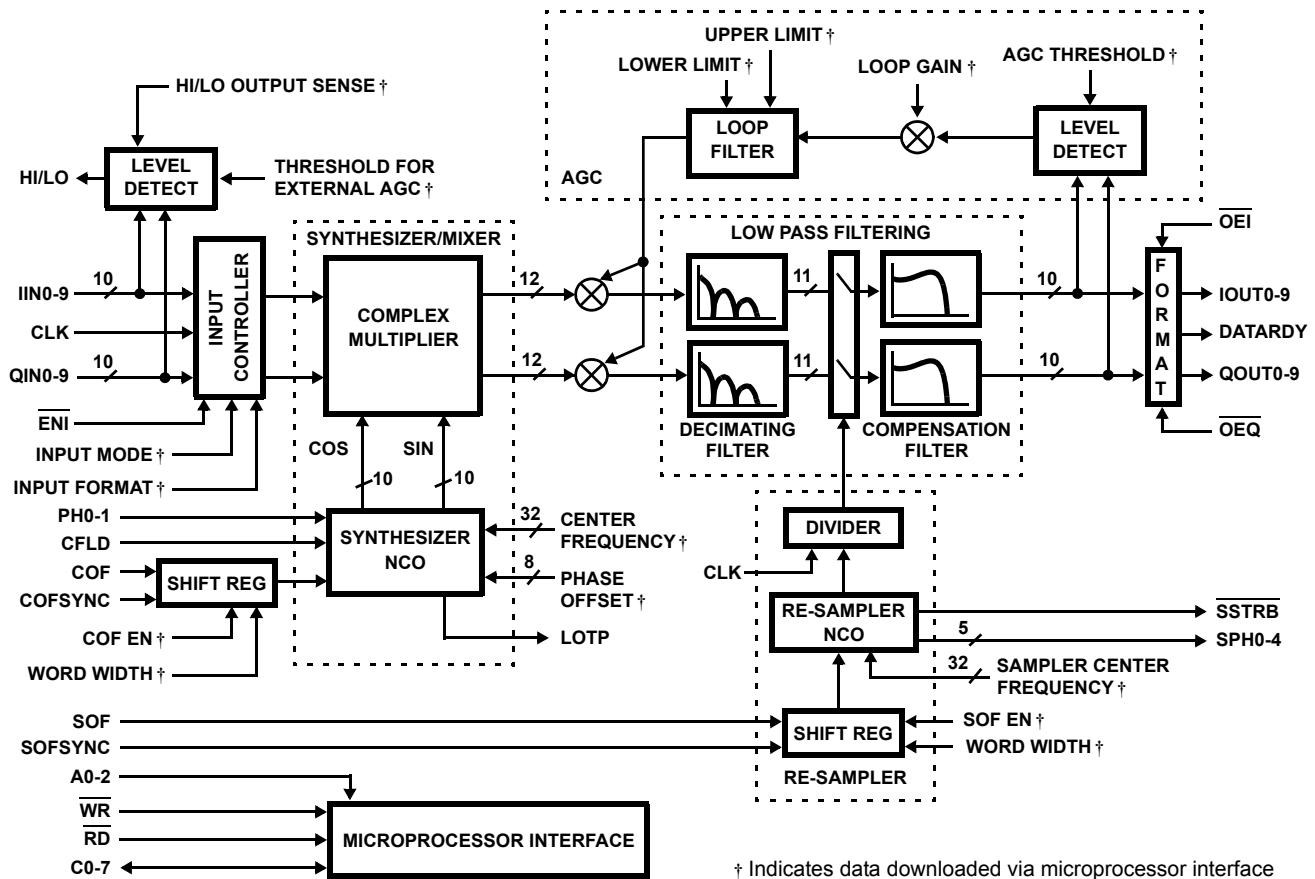 UPPER LIMIT †
LOWER LIMIT †
LOOP GAIN †
AGC THRESHOLD †
HI/LO OUTPUT SENSE †
LOOP
FILTER
LEVEL
DETECT
AGC
LEVEL
DETECT
HI/LO
THRESHOLD FOR
EXTERNAL AGC †
SYNTHESIZER/MIXER
LOW PASS FILTERING
O̅E̅I̅
IIN0-9
10
CLK
QIN0-9
10
INPUT
CONTROLLER
COMPLEX
MULTIPLIER
12
12
11
11
10
10
FORMAT
IOUT0-9
DATARDY
QOUT0-9
O̅E̅Q̅
E̅N̅I̅
INPUT MODE †
INPUT FORMAT †
COS
SIN
10
10
DECIMATING
FILTER
COMPENSATION
FILTER
PH0-1
CFLD
COF
COFSYNC
SHIFT REG
COF EN †
WORD WIDTH †
SYNTHESIZER
NCO
32
CENTER
FREQUENCY †
8
PHASE
OFFSET †
LOTP
DIVIDER
CLK
RE-SAMPLER
NCO
S̅S̅T̅R̅B̅
5
SPH0-4
32
SAMPLER CENTER
FREQUENCY †
SOF
SOFSYNC
SHIFT REG
SOF EN †
WORD WIDTH †
RE-SAMPLER
A0-2
W̅R̅
R̅D̅
C0-7
MICROPROCESSOR INTERFACE
† Indicates data downloaded via microprocessor interface